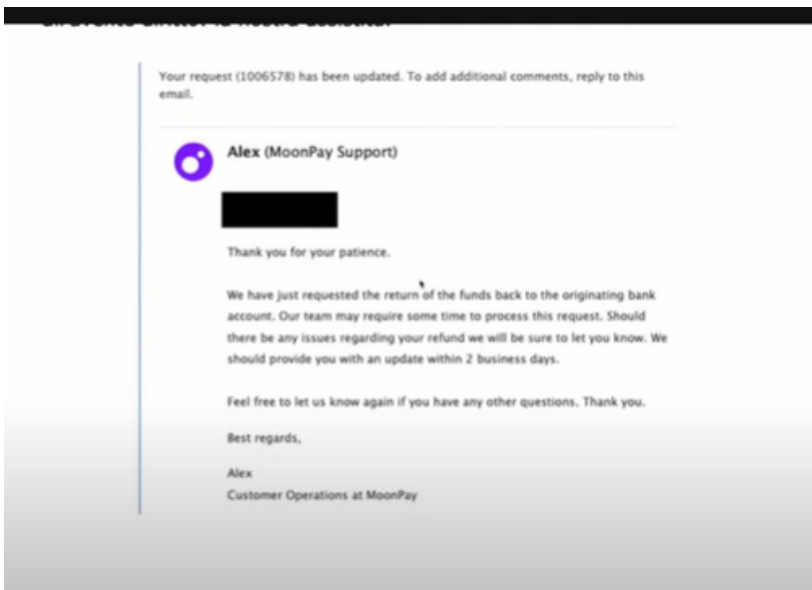 Your request (1006578) has been updated. To add additional comments, reply to this
email.
Alex (MoonPay Support)
Thank you for your patience.
We have just requested the return of the funds back to the originating bank
account. Our team may require some time to process this request. Should
there be any issues regarding your refund we will be sure to let you know. We
should provide you with an update within 2 business days.
Feel free to let us know again if you have any other questions. Thank you.
Best regards,
Alex
Customer Operations at MoonPay